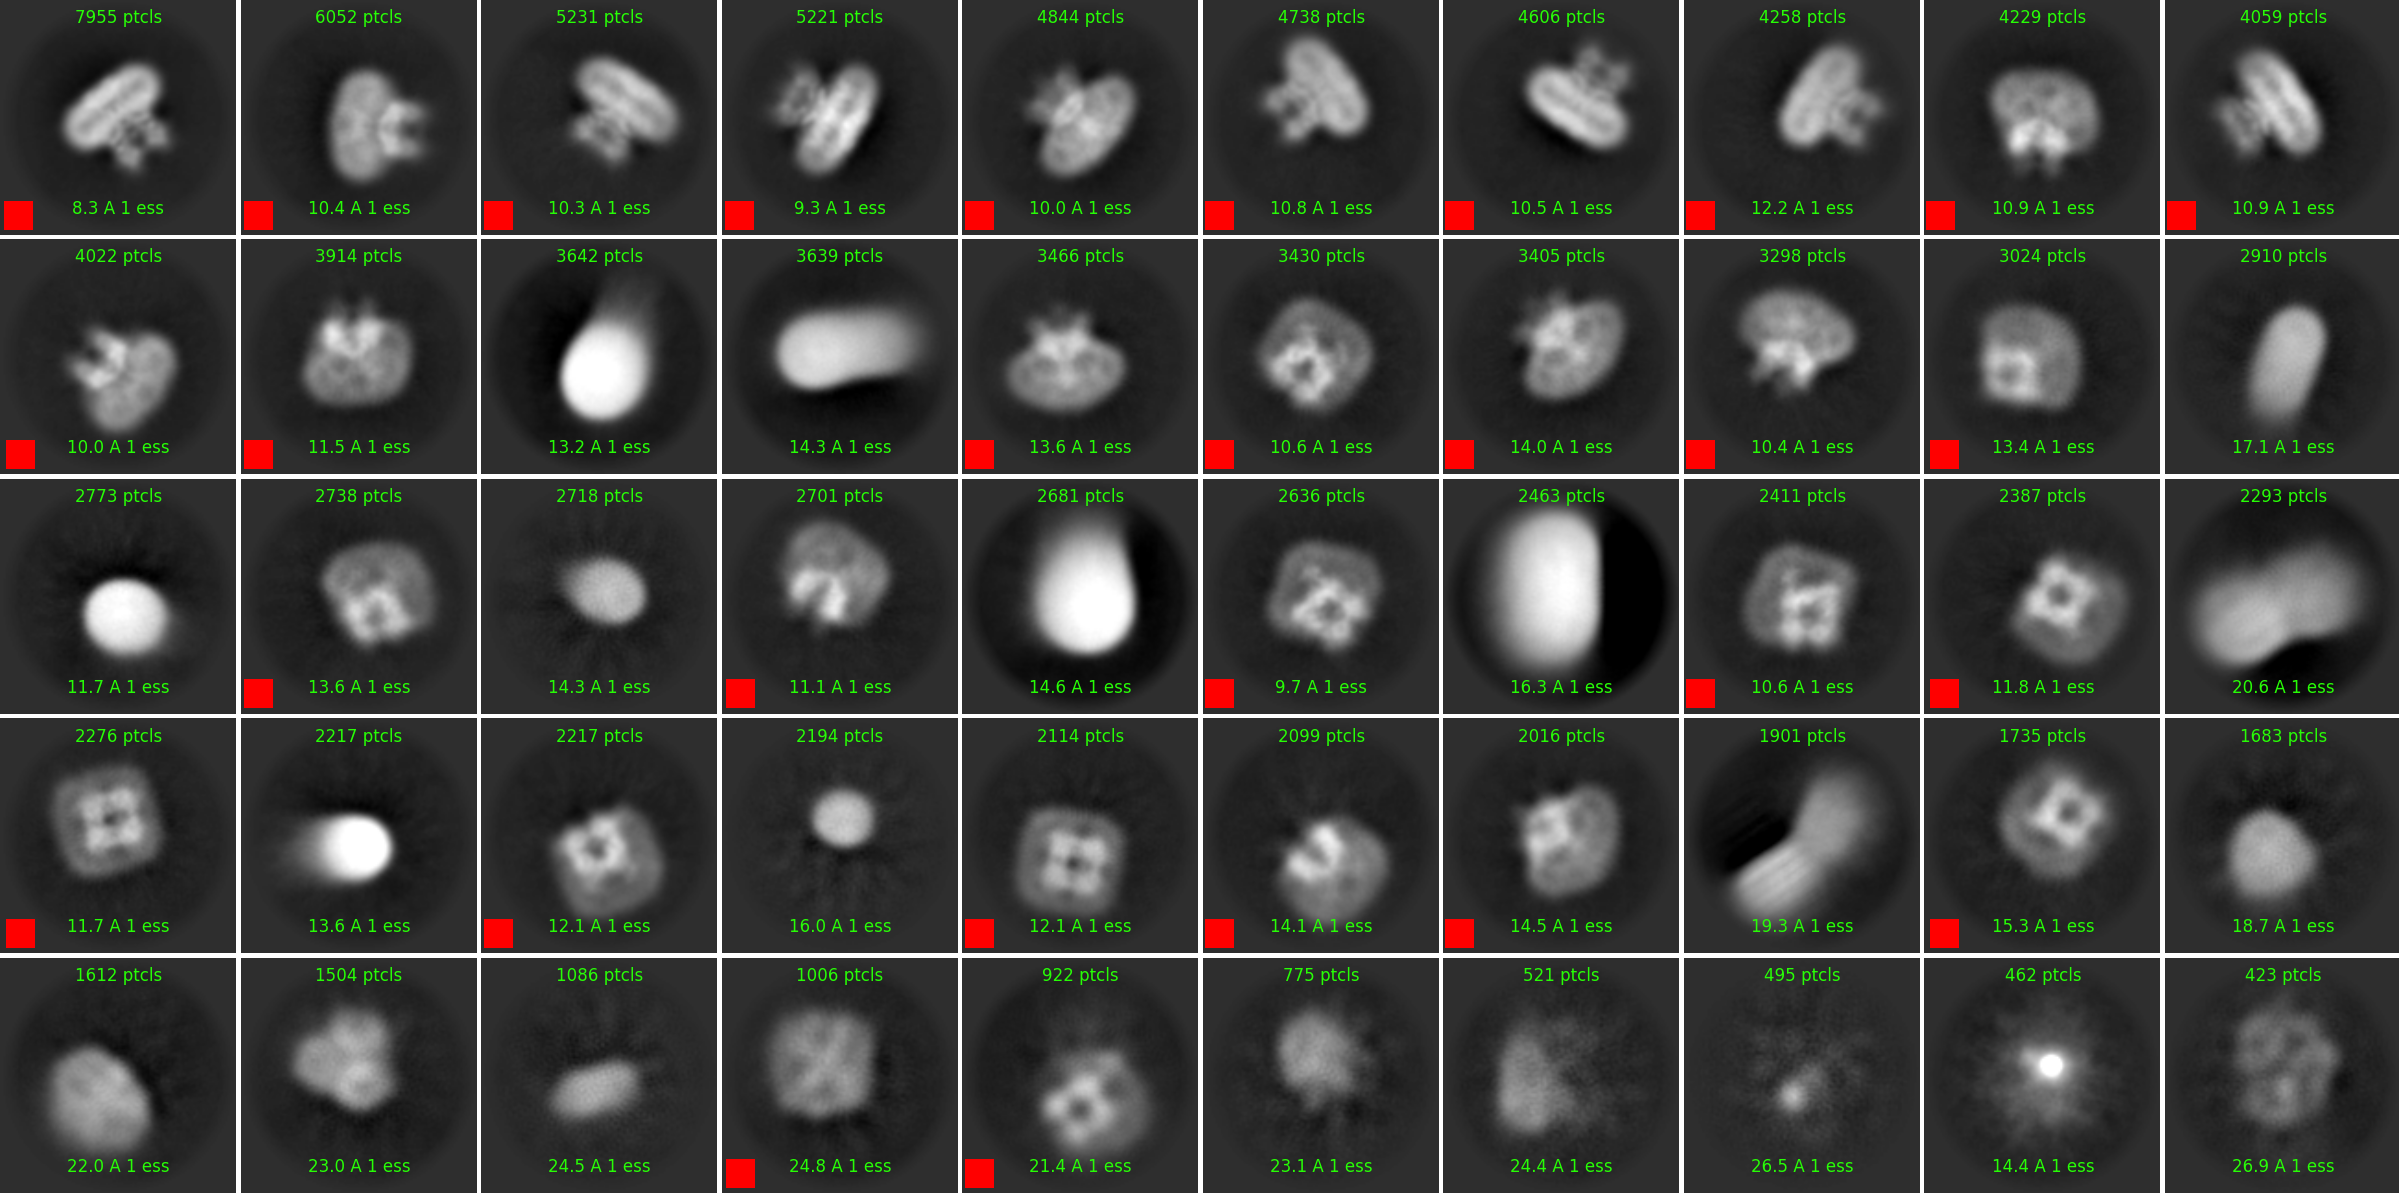 7955 ptcls 6052 ptcls 5231 ptcls 5221 ptcls 4844 ptcls 4738 ptcls 4606 ptcls 4258 ptcls 4229 ptcls 4059 ptcls
8.3 A 1 ess 10.4 A 1 ess 10.3 A 1 ess 9.3 A 1 ess 10.0 A 1 ess 10.8 A 1 ess 10.5 A 1 ess 12.2 A 1 ess 10.9 A 1 ess 10.9 A 1 ess
4022 ptcls 3914 ptcls 3642 ptcls 3639 ptcls 3466 ptcls 3430 ptcls 3405 ptcls 3298 ptcls 3024 ptcls 2910 ptcls
10.0 A 1 ess 11.5 A 1 ess 13.2 A 1 ess 14.3 A 1 ess 13.6 A 1 ess 10.6 A 1 ess 14.0 A 1 ess 10.4 A 1 ess 13.4 A 1 ess 17.1 A 1 ess
2773 ptcls 2738 ptcls 2718 ptcls 2701 ptcls 2681 ptcls 2636 ptcls 2463 ptcls 2411 ptcls 2387 ptcls 2293 ptcls
11.7 A 1 ess 13.6 A 1 ess 14.3 A 1 ess 11.1 A 1 ess 14.6 A 1 ess 9.7 A 1 ess 16.3 A 1 ess 10.6 A 1 ess 11.8 A 1 ess 20.6 A 1 ess
2276 ptcls 2217 ptcls 2217 ptcls 2194 ptcls 2114 ptcls 2099 ptcls 2016 ptcls 1901 ptcls 1735 ptcls 1683 ptcls
11.7 A 1 ess 13.6 A 1 ess 12.1 A 1 ess 16.0 A 1 ess 12.1 A 1 ess 14.1 A 1 ess 14.5 A 1 ess 19.3 A 1 ess 15.3 A 1 ess 18.7 A 1 ess
1612 ptcls 1504 ptcls 1086 ptcls 1006 ptcls 922 ptcls 775 ptcls 521 ptcls 495 ptcls 462 ptcls 423 ptcls
22.0 A 1 ess 23.0 A 1 ess 24.5 A 1 ess 24.8 A 1 ess 21.4 A 1 ess 23.1 A 1 ess 24.4 A 1 ess 26.5 A 1 ess 14.4 A 1 ess 26.9 A 1 ess